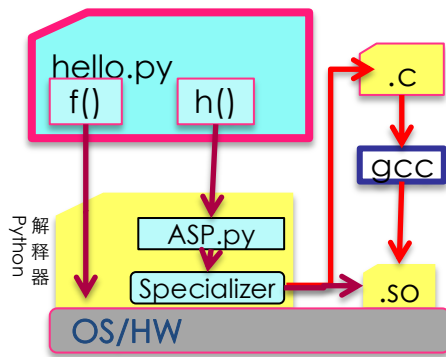 hello.py
f()
h()
.c
gcc
解释器
Python
ASP.py
Specializer
.so
OS/HW